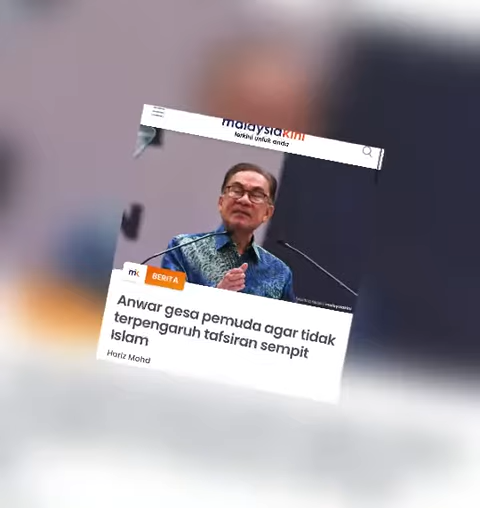 malaysiakini
terkini untuk anda
mk BERITA
Anwar gesa pemuda agar tidak
terpengaruh tafsiran sempit
Islam
Hariz Mohd